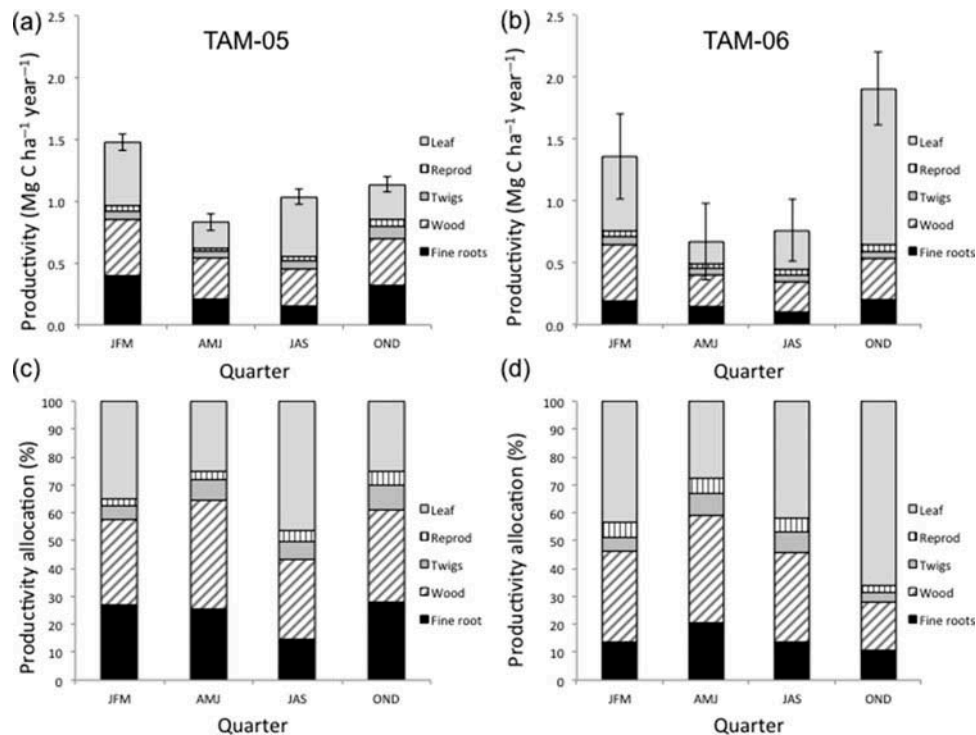 (a)
TAM-05
Productivity (Mg C ha⁻¹ year⁻¹)
2.5
2.0
1.5
1.0
0.5
0.0
Leaf
Reprod
Twigs
Wood
Fine roots
JFM AMJ JAS OND
Quarter
(b)
TAM-06
Productivity (Mg C ha⁻¹ year⁻¹)
2.5
2.0
1.5
1.0
0.5
0.0
Leaf
Reprod
Twigs
Wood
Fine roots
JFM AMJ JAS OND
Quarter
(c)
Productivity allocation (%)
100
90
80
70
60
50
40
30
20
10
0
Leaf
Reprod
Twigs
Wood
Fine root
JFM AMJ JAS OND
Quarter
(d)
Productivity allocation (%)
100
90
80
70
60
50
40
30
20
10
0
Leaf
Reprod
Twigs
Wood
Fine roots
JFM AMJ JAS OND
Quarter